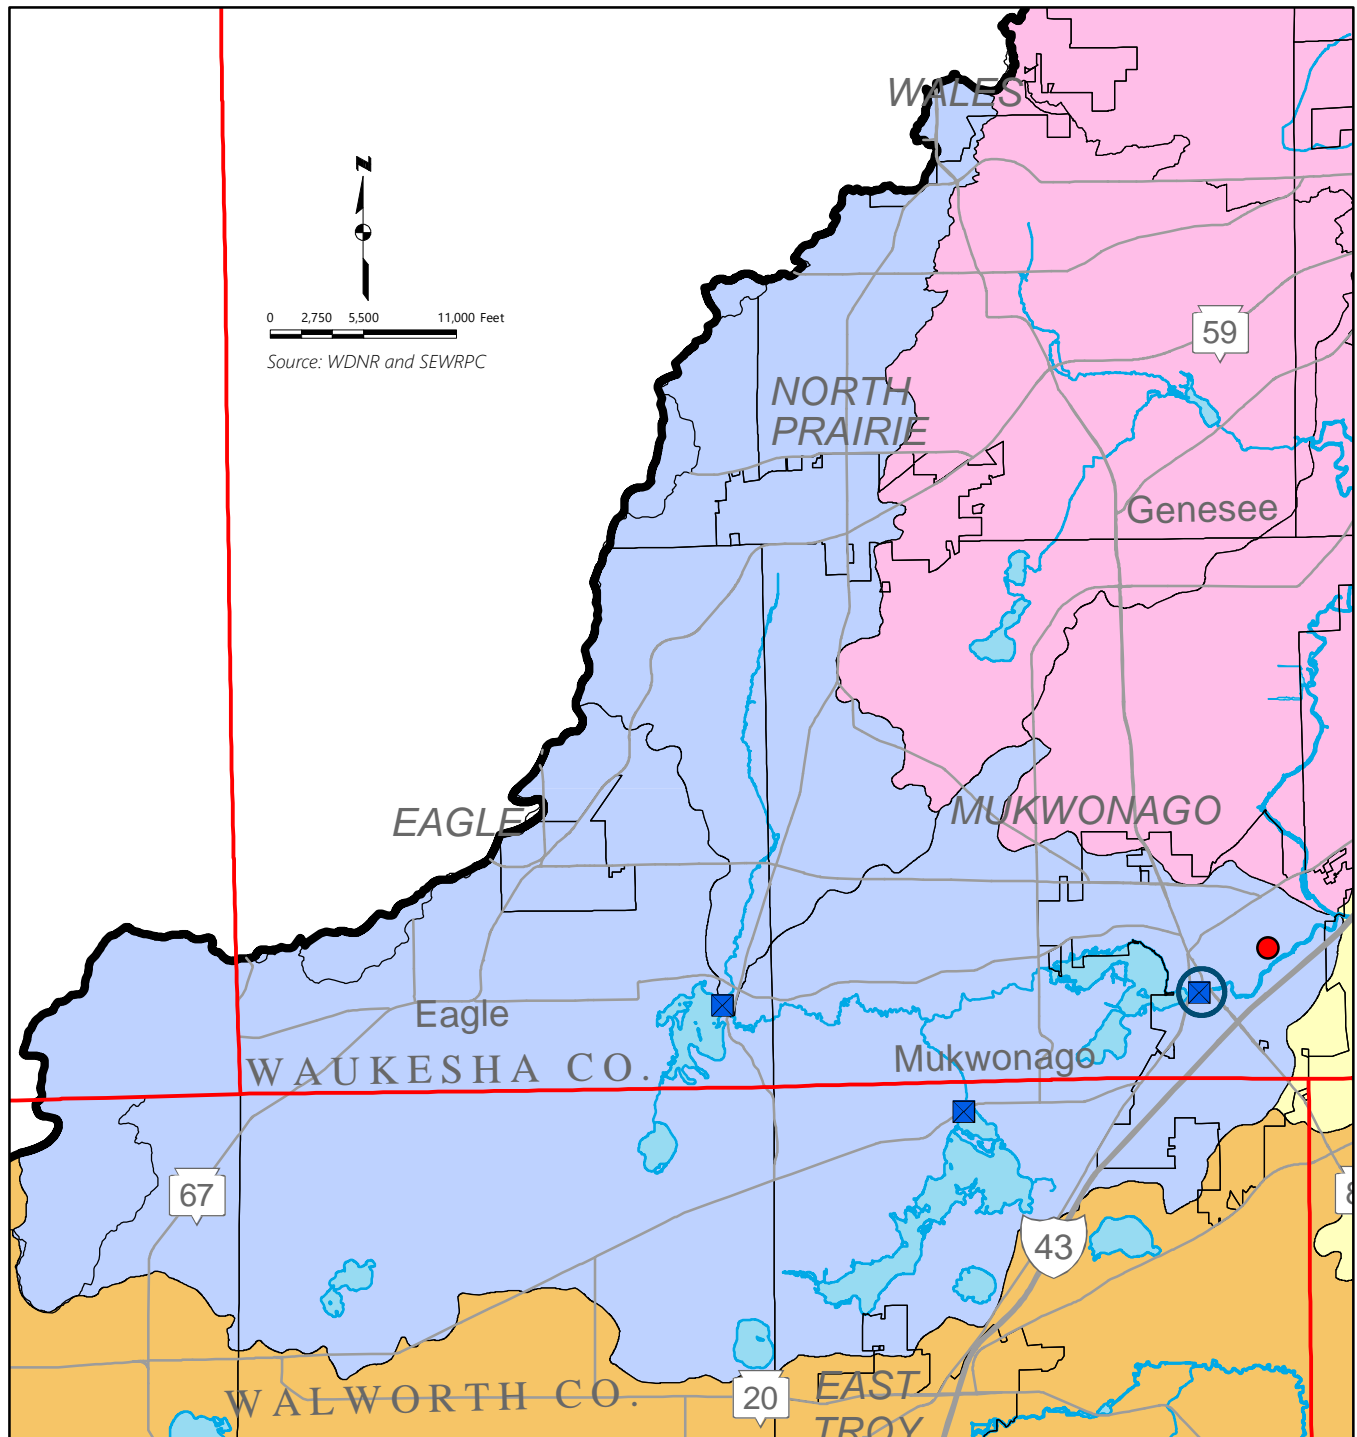 WALES
N
0 2,750 5,500 11,000 Feet
Source: WDNR and SEWRPC
59
NORTH
PRAIRIE
Genesee
EAGLE
MUKWONAGO
Eagle
Mukwonago
WAUKESHA CO.
67
43
20
EAST
TROY
WALWORTH CO.